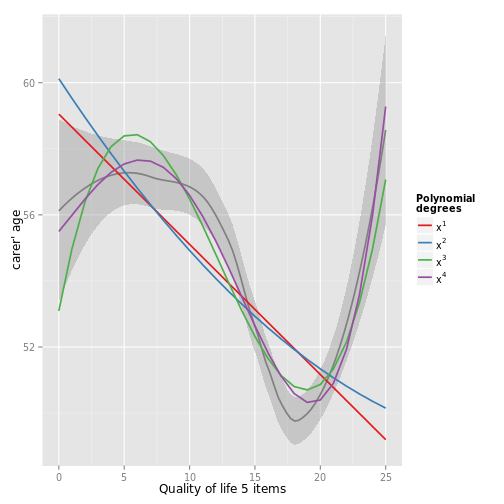 60
56
52
carer' age
0 5 10 15 20 25
Quality of life 5 items
Polynomial
degrees
x¹
x²
x³
x⁴